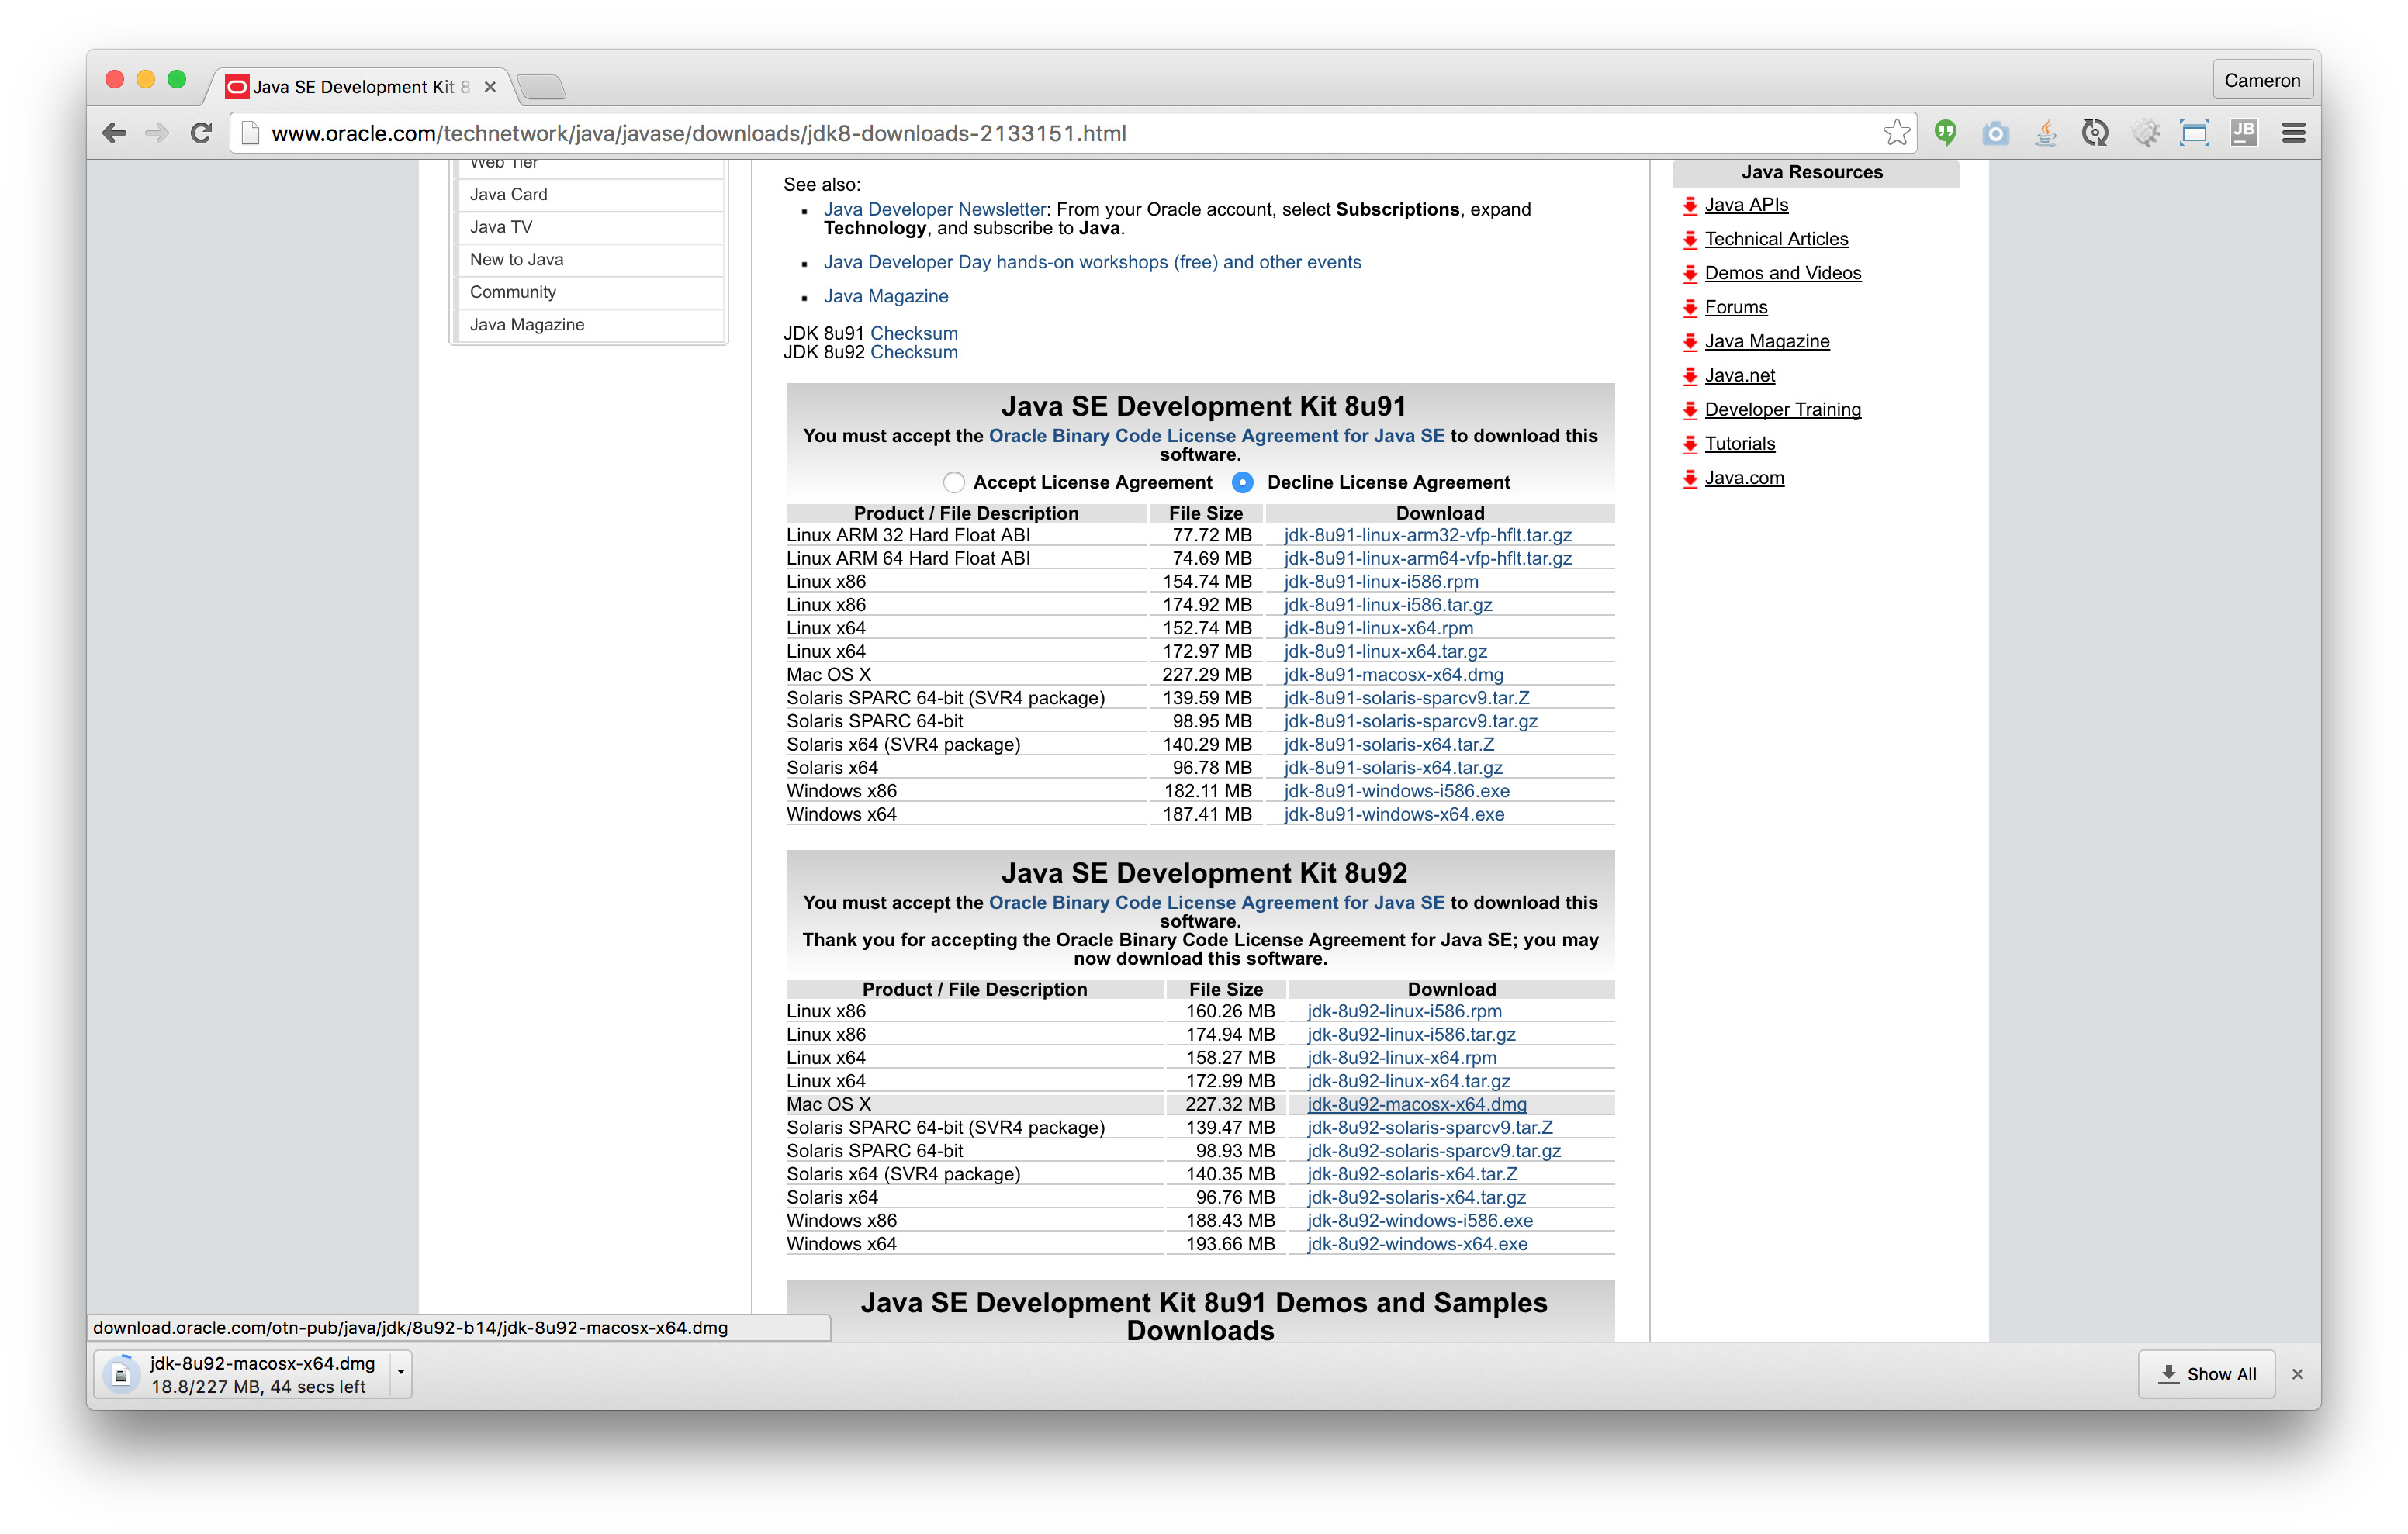 Java SE Development Kit 8
Cameron
www.oracle.com/technetwork/java/javase/downloads/jdk8-downloads-2133151.html
JB
Web Tier
Java Card
Java TV
New to Java
Community
Java Magazine
See also:
Java Developer Newsletter: From your Oracle account, select Subscriptions, expand
Technology, and subscribe to Java.
Java Developer Day hands-on workshops (free) and other events
Java Magazine
JDK 8u91 Checksum
JDK 8u92 Checksum
Java SE Development Kit 8u91
You must accept the Oracle Binary Code License Agreement for Java SE to download this
software.
Accept License Agreement Decline License Agreement
Product / File Description File Size Download
Linux ARM 32 Hard Float ABI 77.72 MB jdk-8u91-linux-arm32-vfp-hflt.tar.gz
Linux ARM 64 Hard Float ABI 74.69 MB jdk-8u91-linux-arm64-vfp-hflt.tar.gz
Linux x86 154.74 MB jdk-8u91-linux-i586.rpm
Linux x86 174.92 MB jdk-8u91-linux-i586.tar.gz
Linux x64 152.74 MB jdk-8u91-linux-x64.rpm
Linux x64 172.97 MB jdk-8u91-linux-x64.tar.gz
Mac OS X 227.29 MB jdk-8u91-macosx-x64.dmg
Solaris SPARC 64-bit (SVR4 package) 139.59 MB jdk-8u91-solaris-sparcv9.tar.Z
Solaris SPARC 64-bit 98.95 MB jdk-8u91-solaris-sparcv9.tar.gz
Solaris x64 (SVR4 package) 140.29 MB jdk-8u91-solaris-x64.tar.Z
Solaris x64 96.78 MB jdk-8u91-solaris-x64.tar.gz
Windows x86 182.11 MB jdk-8u91-windows-i586.exe
Windows x64 187.41 MB jdk-8u91-windows-x64.exe
Java SE Development Kit 8u92
You must accept the Oracle Binary Code License Agreement for Java SE to download this
software.
Thank you for accepting the Oracle Binary Code License Agreement for Java SE; you may
now download this software.
Product / File Description File Size Download
Linux x86 160.26 MB jdk-8u92-linux-i586.rpm
Linux x86 174.94 MB jdk-8u92-linux-i586.tar.gz
Linux x64 158.27 MB jdk-8u92-linux-x64.rpm
Linux x64 172.99 MB jdk-8u92-linux-x64.tar.gz
Mac OS X 227.32 MB jdk-8u92-macosx-x64.dmg
Solaris SPARC 64-bit (SVR4 package) 139.47 MB jdk-8u92-solaris-sparcv9.tar.Z
Solaris SPARC 64-bit 98.93 MB jdk-8u92-solaris-sparcv9.tar.gz
Solaris x64 (SVR4 package) 140.35 MB jdk-8u92-solaris-x64.tar.Z
Solaris x64 96.76 MB jdk-8u92-solaris-x64.tar.gz
Windows x86 188.43 MB jdk-8u92-windows-i586.exe
Windows x64 193.66 MB jdk-8u92-windows-x64.exe
Java SE Development Kit 8u91 Demos and Samples
Downloads
Java Resources
Java APIs
Technical Articles
Demos and Videos
Forums
Java Magazine
Java.net
Developer Training
Tutorials
Java.com
download.oracle.com/otn-pub/java/jdk/8u92-b14/jdk-8u92-macosx-x64.dmg
jdk-8u92-macosx-x64.dmg
18.8/227 MB, 44 secs left
Show All